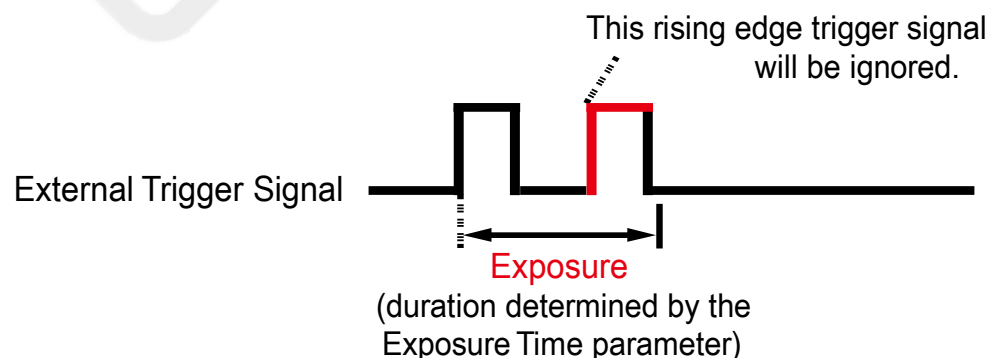 This rising edge trigger signal
will be ignored.
External Trigger Signal
Exposure
(duration determined by the
Exposure Time parameter)